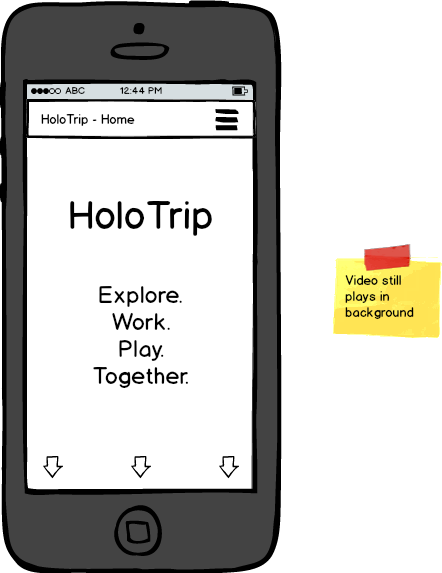 ABC 12:44 PM
HoloTrip - Home
HoloTrip
Explore.
Work.
Play.
Together.
Video still
plays in
background